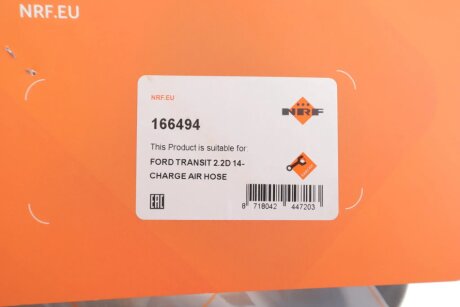 NRF.EU
NRF.EU
NRF
166494
This Product is suitable for
FORD TRANSIT 2.2D 14-
CHARGE AIR HOSE
EAC
8 718042 447203